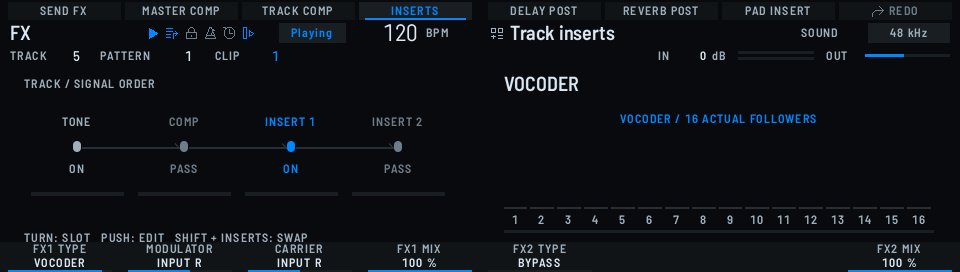 SEND FX MASTER COMP TRACK COMP INSERTS DELAY POST REVERB POST PAD INSERT REDO
FX Playing 120 BPM Track inserts SOUND 48 kHz
TRACK 5 PATTERN 1 CLIP 1 IN 0 dB OUT
TRACK / SIGNAL ORDER
VOCODER
TONE COMP INSERT 1 INSERT 2
VOCODER / 16 ACTUAL FOLLOWERS
ON PASS ON PASS
1 2 3 4 5 6 7 8 9 10 11 12 13 14 15 16
TURN: SLOT PUSH: EDIT SHIFT + INSERTS: SWAP
FX1 TYPE MODULATOR CARRIER FX1 MIX FX2 TYPE FX2 MIX
VOCODER INPUT R INPUT R 100 % BYPASS 100 %